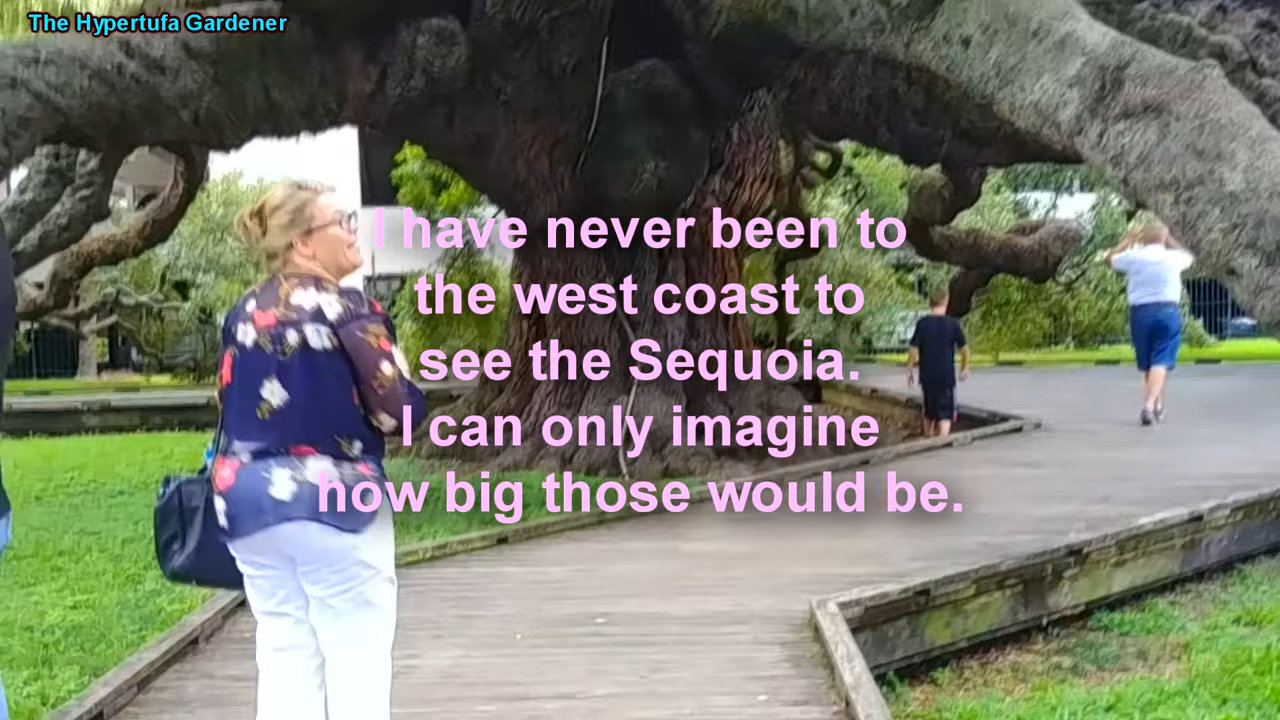 The Hypertufa Gardener
I have never been to
the west coast to
see the Sequoia.
I can only imagine
how big those would be.